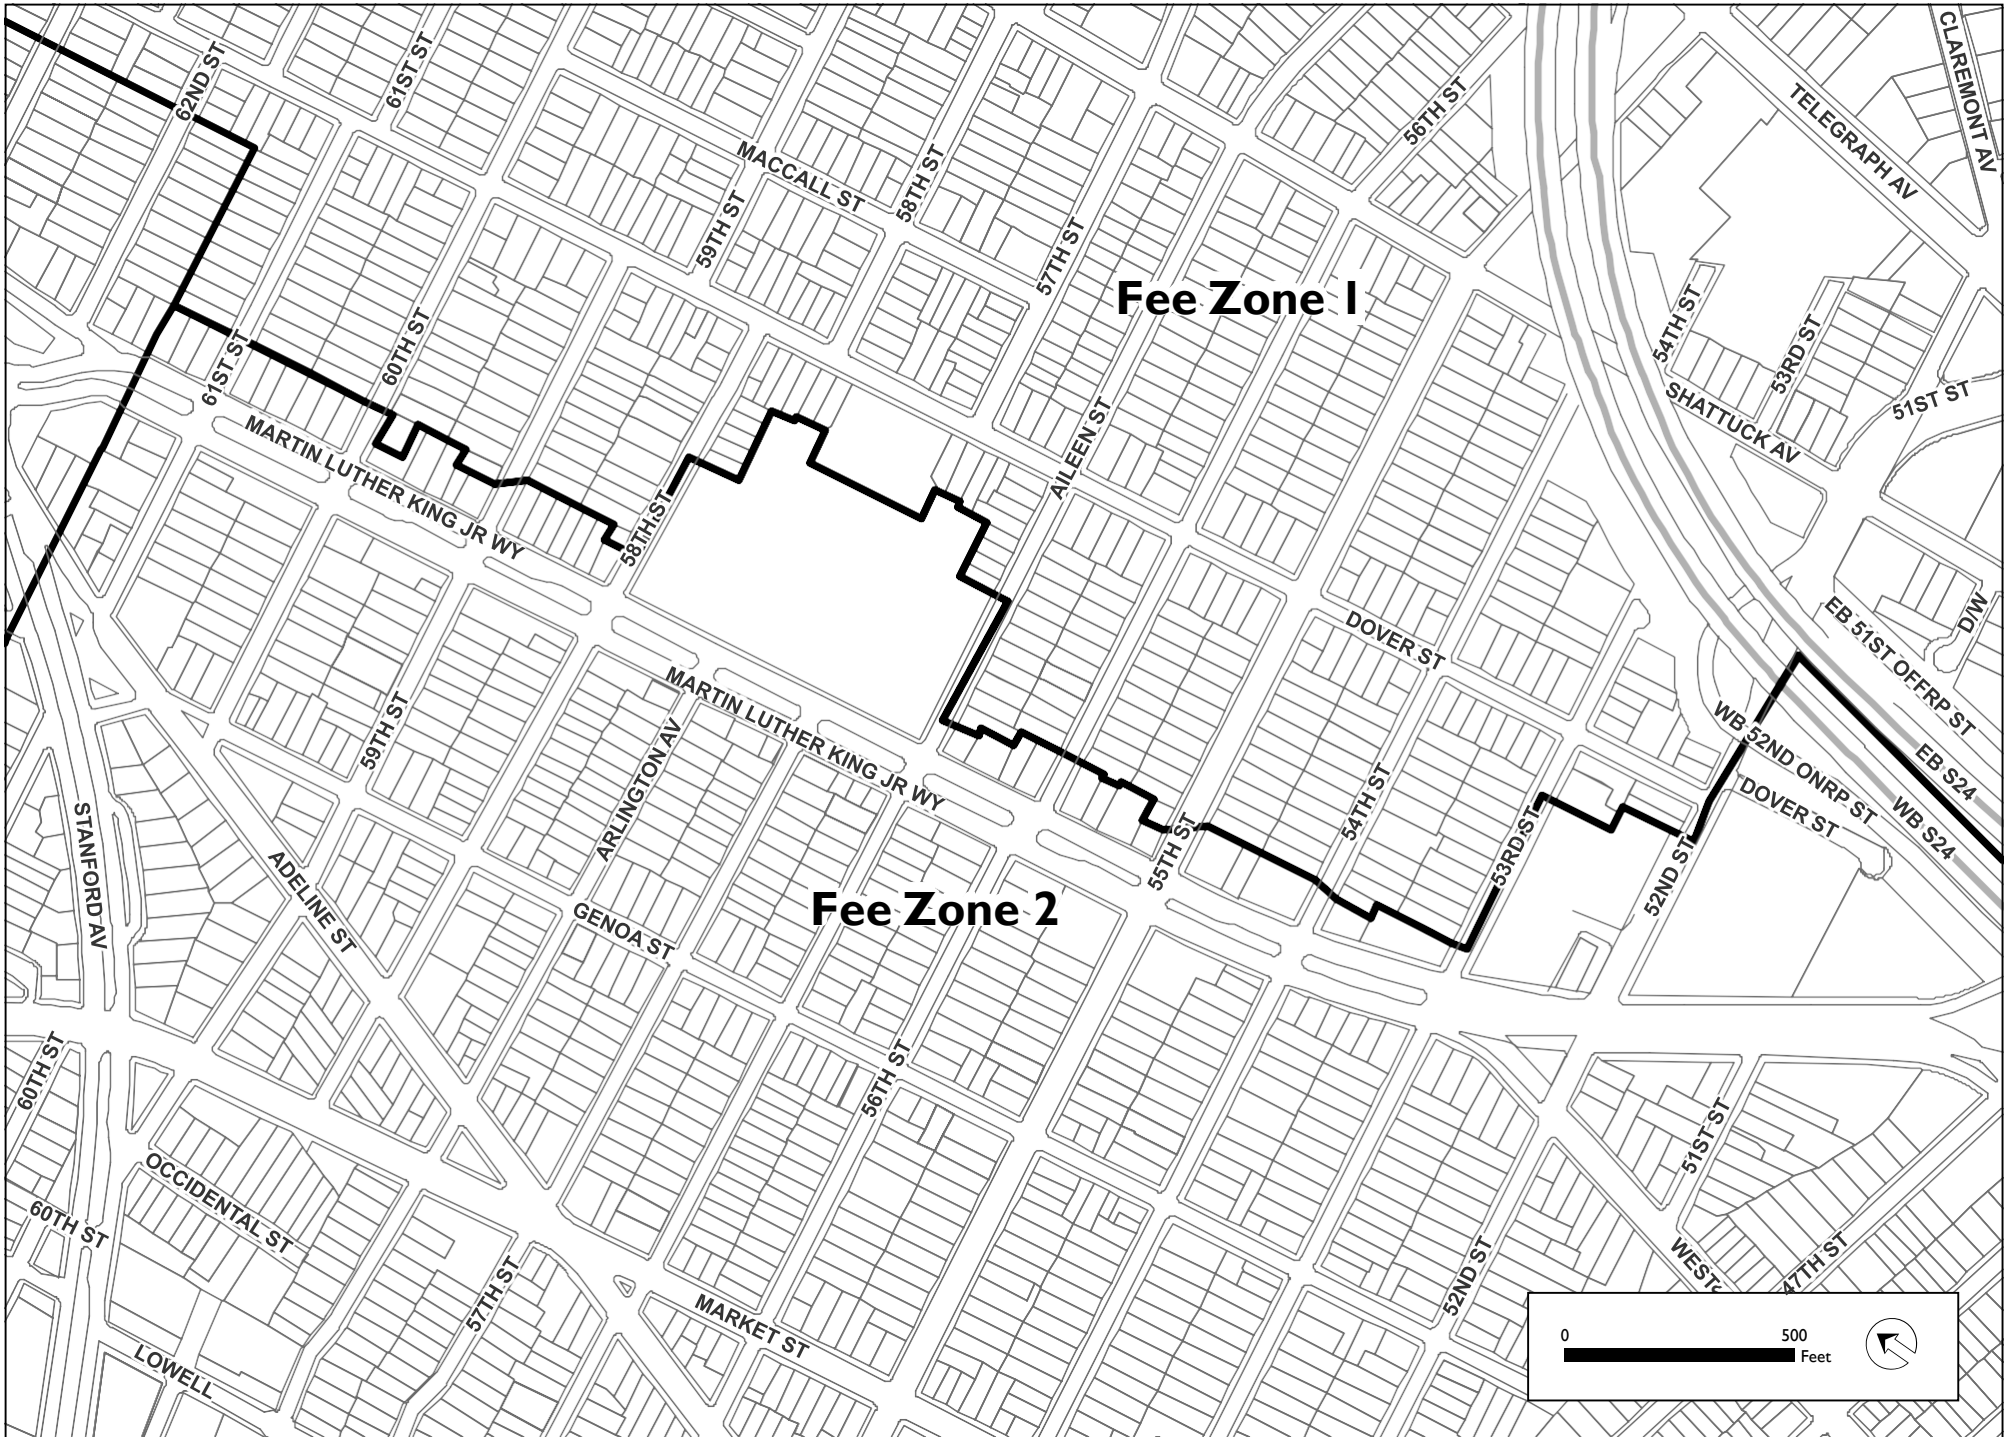 CLAREMONT AV
62ND ST
61ST ST
TELEGRAPH AV
56TH ST
MACCALL ST
58TH ST
59TH ST
57TH ST
Fee Zone 1
54TH ST
53RD ST
60TH ST
61ST ST
SHATTUCK AV
51ST ST
AILEEN ST
MARTIN LUTHER KING JR WY
58TH ST
D/W
EB 51ST OFFRP ST
DOVER ST
MARTIN LUTHER KING JR WY
59TH ST
ARLINGTON AV
WB 52ND ONRP ST
EB S24
DOVER ST
WB S24
54TH ST
53RD ST
55TH ST
52ND ST
STANFORD AV
ADELINE ST
Fee Zone 2
GENOA ST
60TH ST
56TH ST
51ST ST
OCCIDENTAL ST
60TH ST
57TH ST
52ND ST
47TH ST
MARKET ST
LOWELL
0 500
Feet